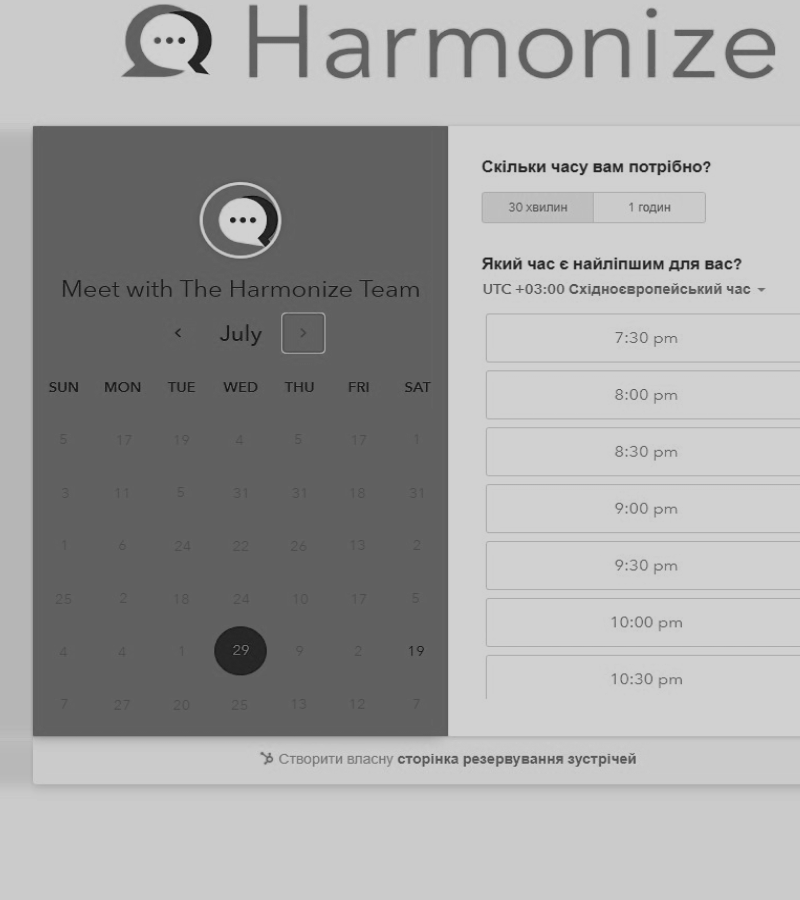 Harmonize
Meet with The Harmonize Team
July
SUN MON TUE WED THU FRI SAT
5 17 19 4 5 17 1
3 11 5 31 31 18 31
1 6 24 22 26 13 2
25 2 18 24 10 17 5
4 4 1 29 9 2 19
7 27 20 25 13 12 7
Скільки часу вам потрібно?
30 хвилин 1 годин
Який час є найліпшим для вас?
UTC +03:00 Східноєвропейський час
7:30 pm
8:00 pm
8:30 pm
9:00 pm
9:30 pm
10:00 pm
10:30 pm
Створити власну сторінка резервування зустрічей